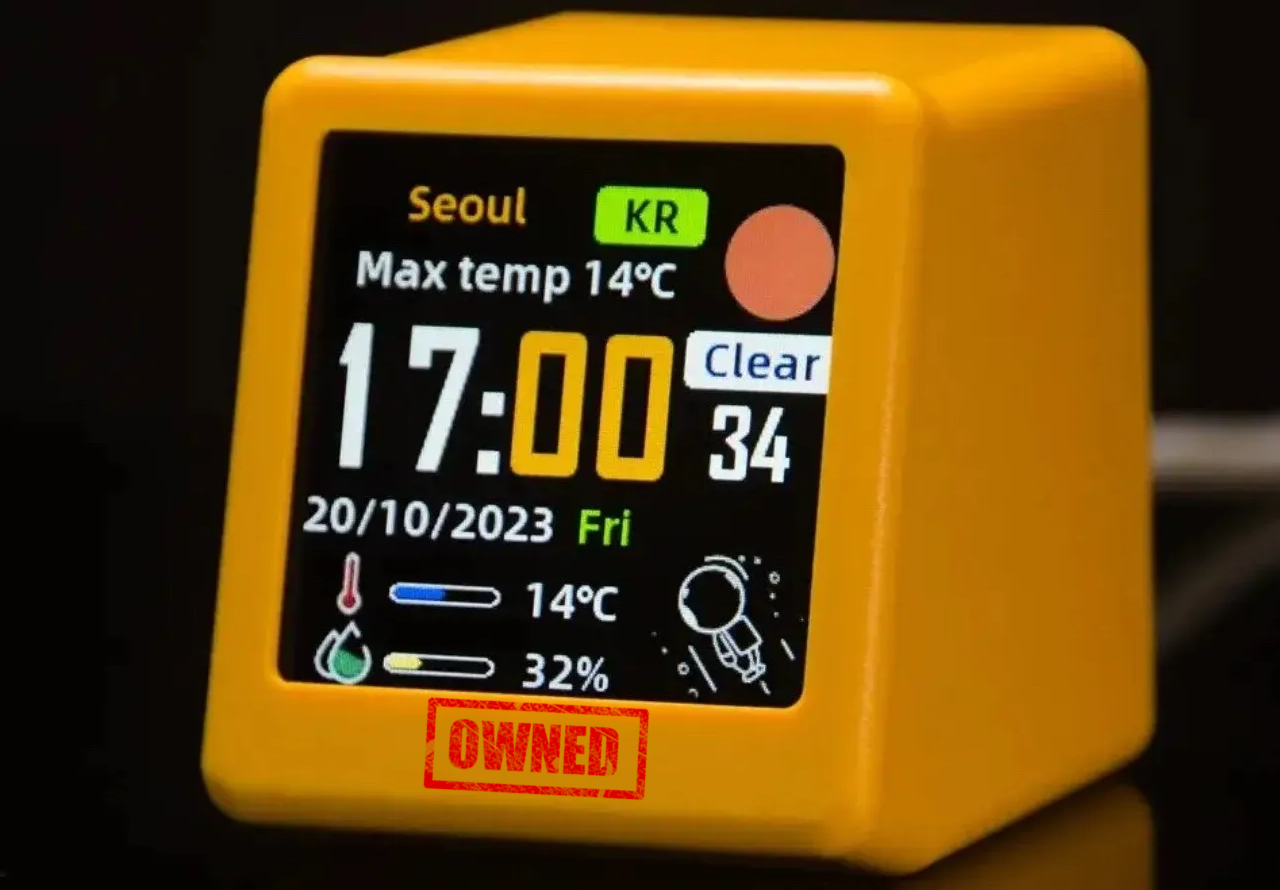 Seoul KR
Max temp 14°C
17:00
Clear
34
20/10/2023 Fri
14°C
32%
OWNED